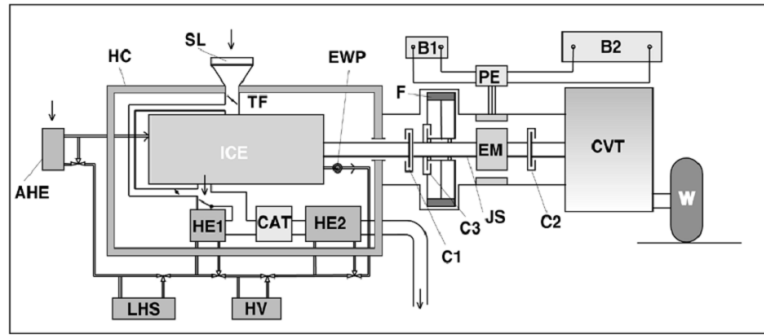 SL
HC
EWP
B1
B2
PE
F
TF
ICE
EM
CVT
AHE
W
JS
C2
C3
C1
HE1
CAT
HE2
LHS
HV